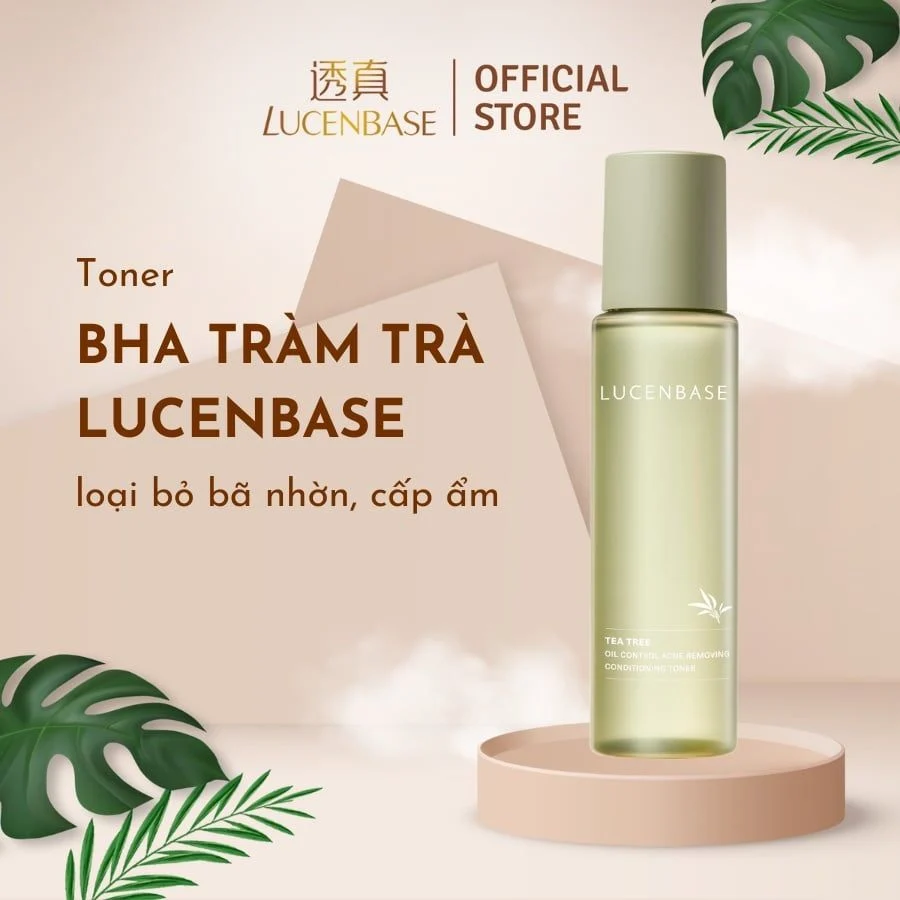 透真
LUCENBASE
OFFICIAL
STORE
Toner
BHA TRÀM TRÀ
LUCENBASE
loại bỏ bã nhờn, cấp ẩm
LUCENBASE
TEA TREE
OIL CONTROL ACNE REMOVING
CONDITIONING TONER